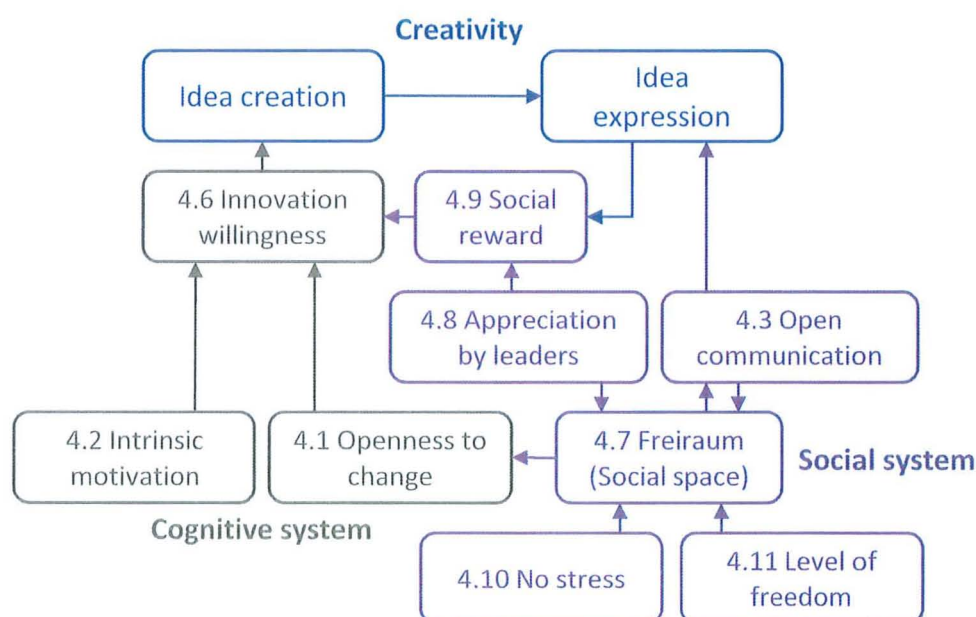 Creativity
Idea creation
Idea
expression
4.6 Innovation
willingness
4.9 Social
reward
4.8 Appreciation
by leaders
4.3 Open
communication
4.2 Intrinsic
motivation
4.1 Openness to
change
4.7 Freiraum
(Social space)
Social system
Cognitive system
4.10 No stress
4.11 Level of
freedom